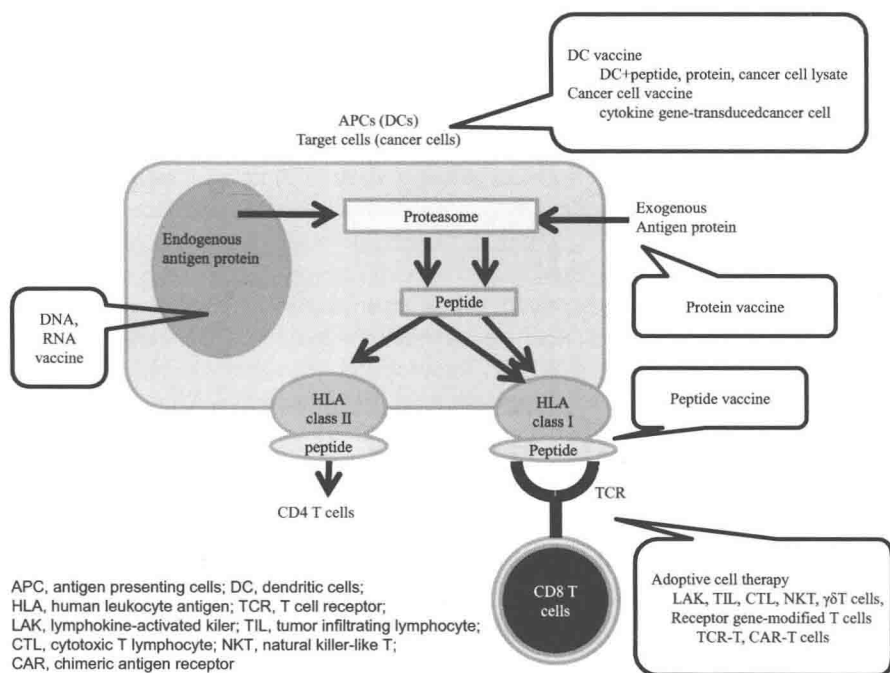 DC vaccine
DC+peptide, protein, cancer cell lysate
Cancer cell vaccine
cytokine gene-transducedcancer cell
APCs (DCs)
Target cells (cancer cells)
Proteasome
Exogenous
Antigen protein
Endogenous
antigen protein
Protein vaccine
Peptide
DNA,
RNA
vaccine
HLA
class II
HLA
class I
Peptide vaccine
peptide
Peptide
TCR
CD4 T cells
CD8 T
cells
Adoptive cell therapy
LAK, TIL, CTL, NKT, γδT cells,
Receptor gene-modified T cells
TCR-T, CAR-T cells
APC, antigen presenting cells; DC, dendritic cells;
HLA, human leukocyte antigen; TCR, T cell receptor;
LAK, lymphokine-activated kiler; TIL, tumor infiltrating lymphocyte;
CTL, cytotoxic T lymphocyte; NKT, natural killer-like T;
CAR, chimeric antigen receptor